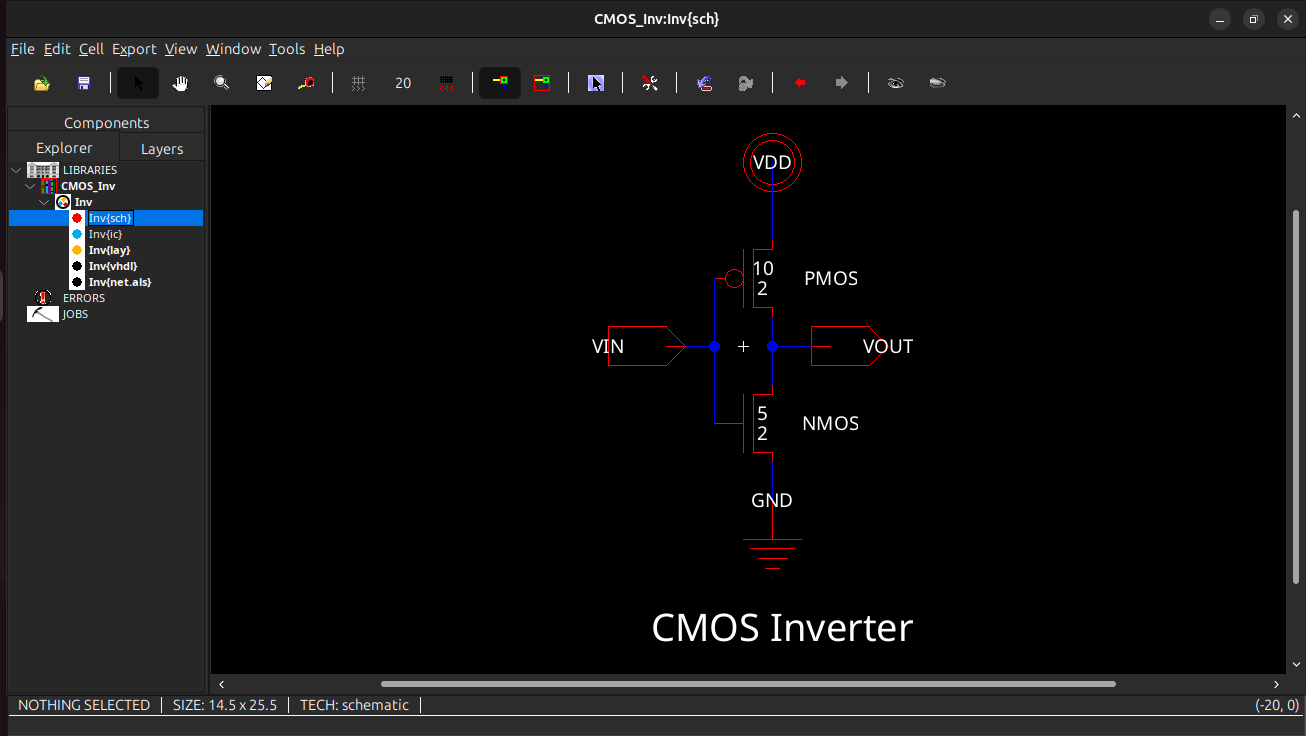 CMOS_Inv:Inv{sch}
File Edit Cell Export View Window Tools Help
20
Components
Explorer Layers
LIBRARIES
CMOS_Inv
Inv
Inv{sch}
Inv{ic}
Inv{lay}
Inv{vhdl}
Inv{net.als}
ERRORS
JOBS
VDD
10
2
PMOS
VIN
VOUT
5
2
NMOS
GND
CMOS Inverter
NOTHING SELECTED SIZE: 14.5 x 25.5 TECH: schematic (-20, 0)